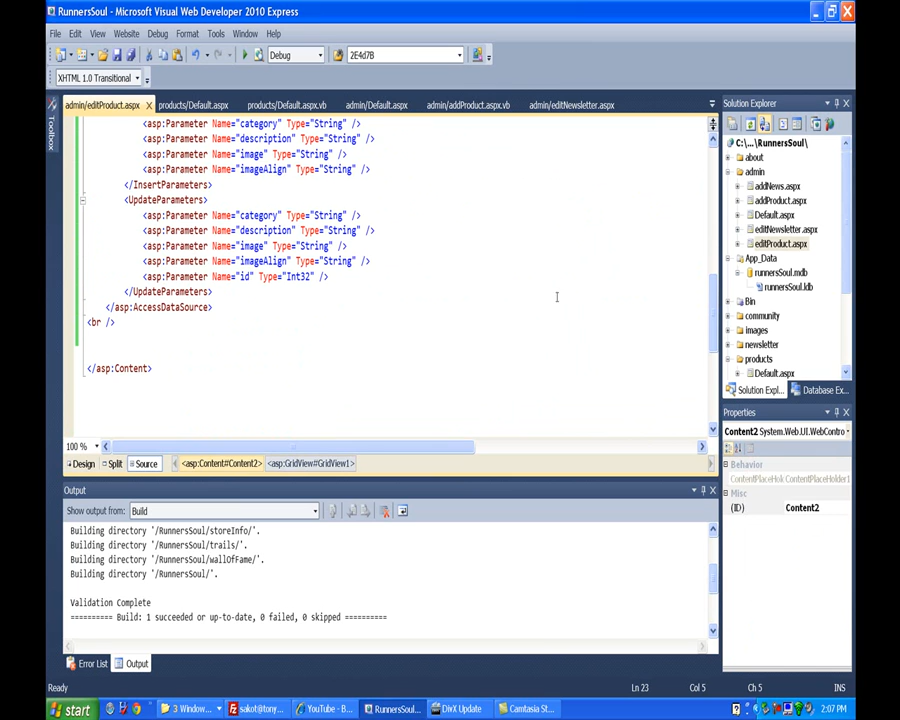 RunnersSoul - Microsoft Visual Web Developer 2010 Express
File Edit View Website Debug Format Tools Window Help
Debug 2E4d7B
XHTML 1.0 Transitional
admin/editProduct.aspx products/Default.aspx products/Default.aspx.vb admin/Default.aspx admin/addProduct.aspx.vb admin/editNewsletter.aspx
Toolbox
<asp:Parameter Name="category" Type="String" />
<asp:Parameter Name="description" Type="String" />
<asp:Parameter Name="image" Type="String" />
<asp:Parameter Name="imageAlign" Type="String" />
</InsertParameters>
<UpdateParameters>
<asp:Parameter Name="category" Type="String" />
<asp:Parameter Name="description" Type="String" />
<asp:Parameter Name="image" Type="String" />
<asp:Parameter Name="imageAlign" Type="String" />
<asp:Parameter Name="id" Type="Int32" />
</UpdateParameters>
</asp:AccessDataSource>
<br />
</asp:Content>
100 %
Design Split Source <asp:Content#Content2> <asp:GridView#GridView1>
Output
Show output from: Build
Building directory '/RunnersSoul/storeInfo/'.
Building directory '/RunnersSoul/trails/'.
Building directory '/RunnersSoul/wallOfFame/'.
Building directory '/RunnersSoul/'.
Validation Complete
========== Build: 1 succeeded or up-to-date, 0 failed, 0 skipped ==========
Error List Output
Solution Explorer
C:\...\RunnersSoul\
about
admin
addNews.aspx
addProduct.aspx
Default.aspx
editNewsletter.aspx
editProduct.aspx
App_Data
runnersSoul.mdb
runnersSoul.ldb
Bin
community
images
newsletter
products
Default.aspx
Solution Expl... Database Ex...
Properties
Content2 System.Web.UI.WebContro
Behavior
ContentPlaceHol ContentPlaceHolder1
Misc
(ID) Content2
Ready Ln 23 Col 5 Ch 5 INS
start 3 Window... sakot@tony... YouTube - B... RunnersSoul... DivX Update Camtasia St... 2:07 PM